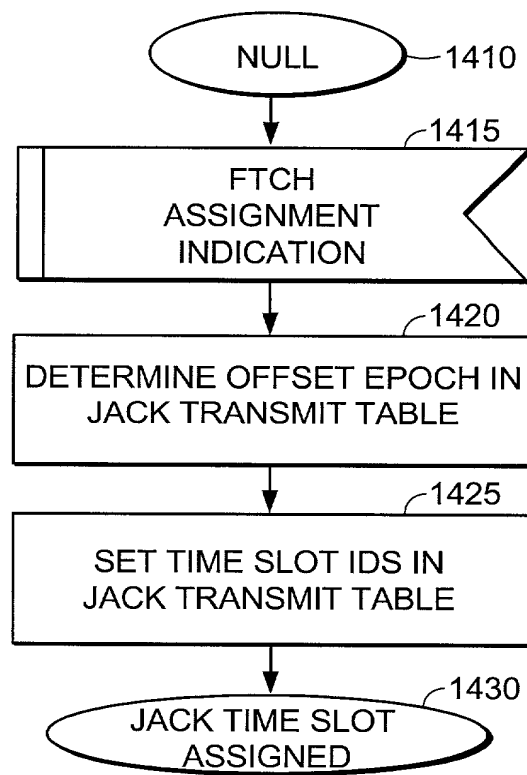 NULL
1410
1415
FTCH
ASSIGNMENT
INDICATION
1420
DETERMINE OFFSET EPOCH IN
JACK TRANSMIT TABLE
1425
SET TIME SLOT IDS IN
JACK TRANSMIT TABLE
1430
JACK TIME SLOT
ASSIGNED